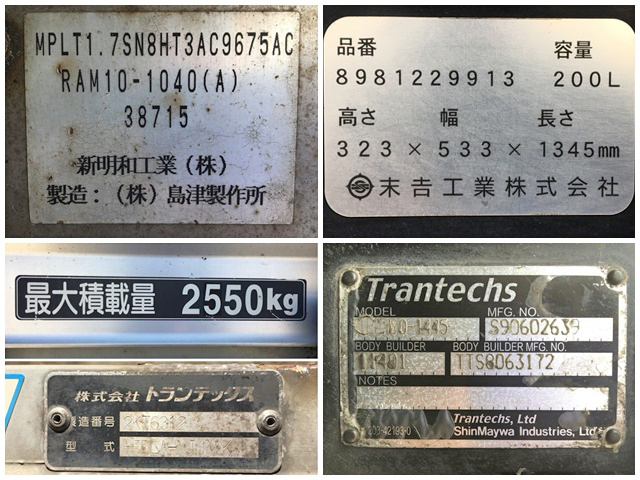 MPLT1.7SN8HT3AC9675AC
RAM10-1040(A)
38715
新明和工業(株)
製造:(株)島津製作所
品番 容量
8981229913 200L
高さ 幅 長さ
323×533×1345mm
末吉工業株式会社
最大積載量 2550kg
株式会社 トランテックス
製造番号
型式
Trantechs
MODEL MFG. NO.
S90602639
BODY BUILDER BODY BUILDER MFG. NO.
TTS8063172
NOTES
Trantechs, Ltd
ShinMaywa Industries, Ltd